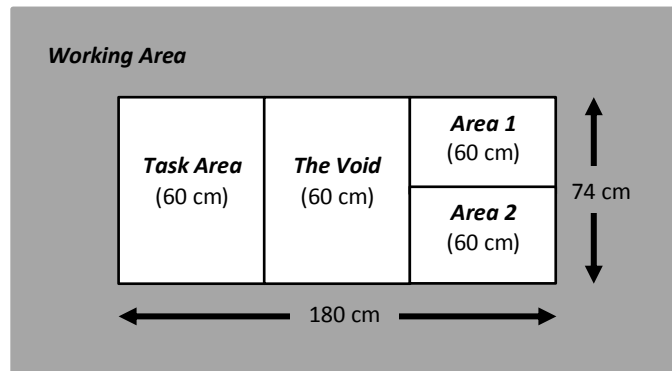 Working Area
Task Area
(60 cm)
The Void
(60 cm)
Area 1
(60 cm)
Area 2
(60 cm)
74 cm
180 cm